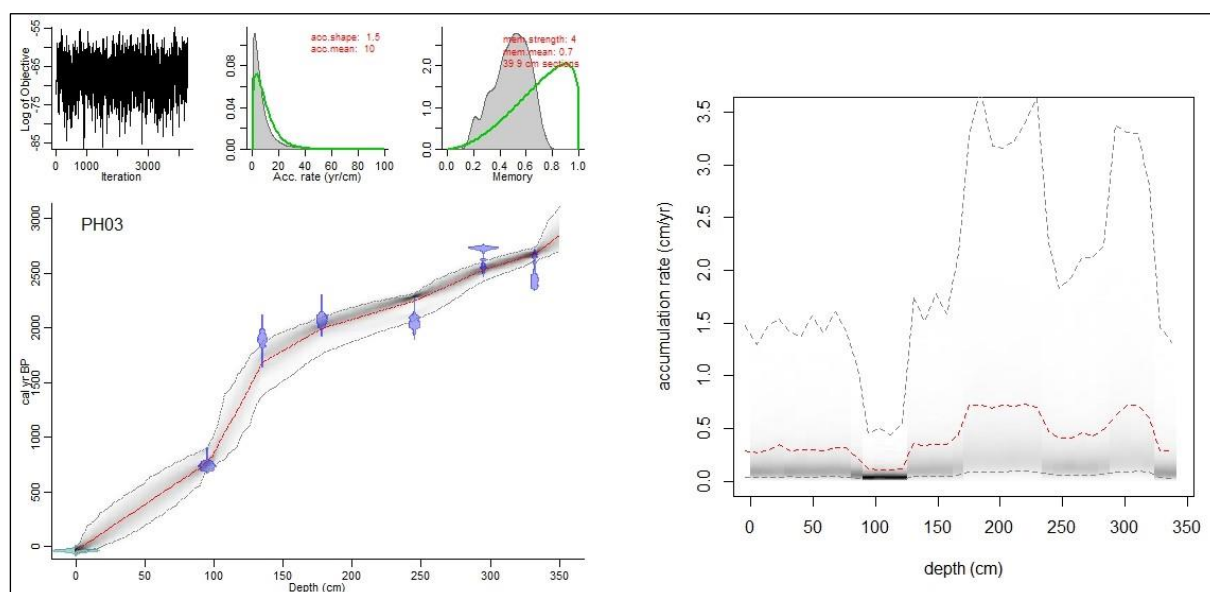 -85 -75 -65 -55
Log of Objective
0 1000 3000
Iteration
acc.shape: 1.5
acc.mean: 10
0.00 0.04 0.08
0 20 40 60 80 100
Acc. rate (yr/cm)
mem.strength: 4
mem.mean: 0.7
39 9 cm sections
0.0 1.0 2.0
0.0 0.2 0.4 0.6 0.8 1.0
Memory
PH03
cal yr BP
0 500 1000 1500 2000 2500 3000
0 50 100 150 200 250 300 350
Depth (cm)
accumulation rate (cm/yr)
0.0 0.5 1.0 1.5 2.0 2.5 3.0 3.5
0 50 100 150 200 250 300 350
depth (cm)